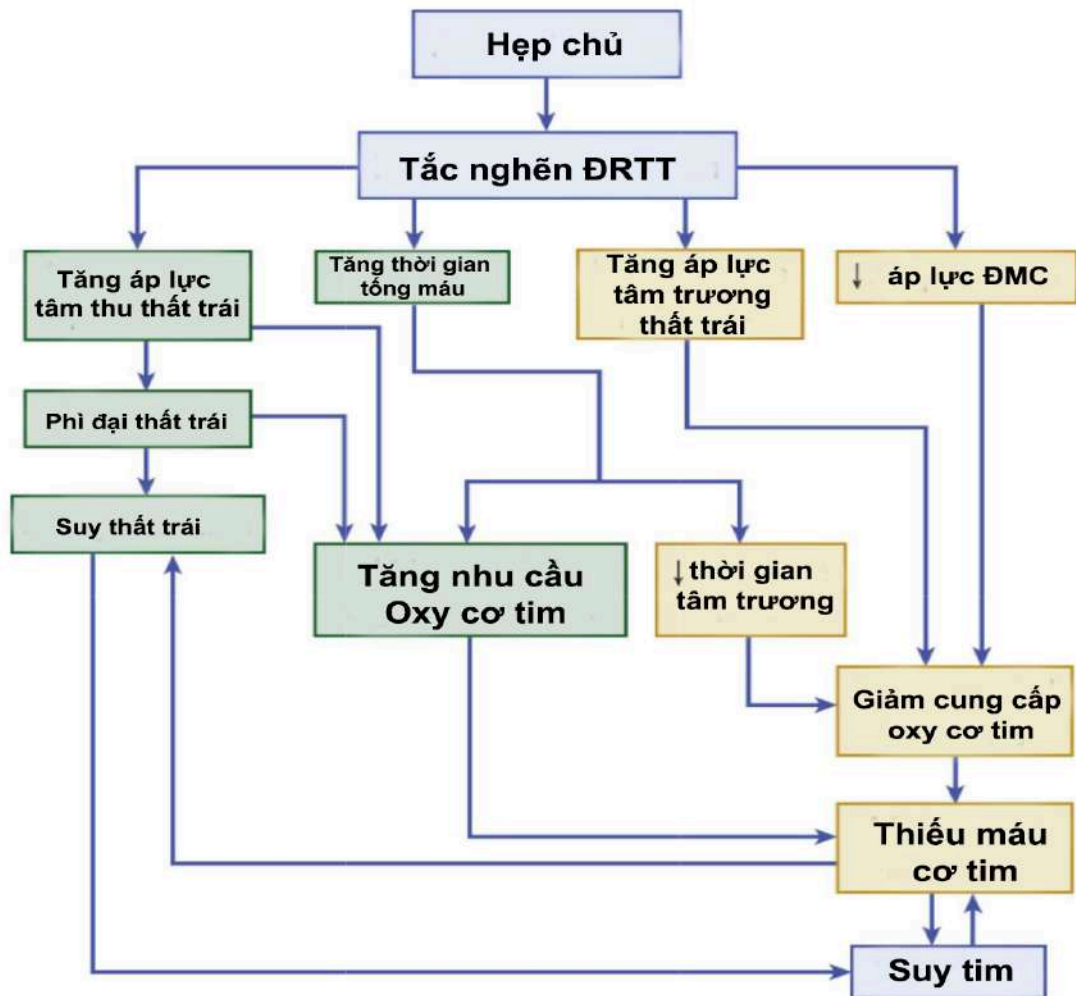 Hẹp chủ
Tắc nghẽn ĐRTT
Tăng áp lực
tâm thu thất trái
Tăng thời gian
tống máu
Tăng áp lực
tâm trương
thất trái
↓ áp lực ĐMC
Phì đại thất trái
Suy thất trái
Tăng nhu cầu
Oxy cơ tim
↓thời gian
tâm trương
Giảm cung cấp
oxy cơ tim
Thiếu máu
cơ tim
Suy tim